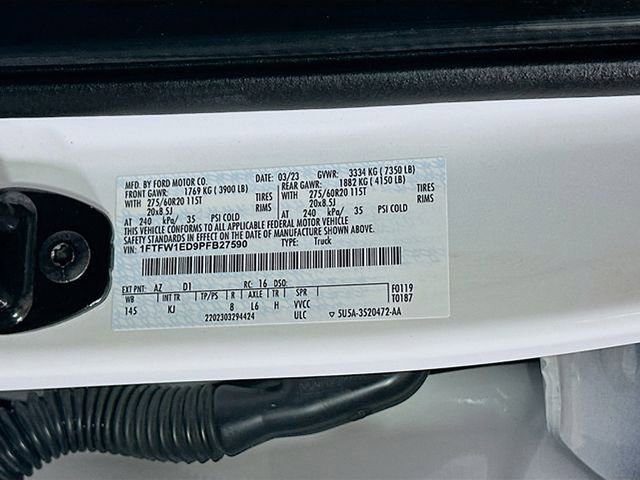 MFD. BY FORD MOTOR CO. DATE: 03/23 GVWR: 3334 KG ( 7350 LB)
FRONT GAWR: 1769 KG ( 3900 LB) REAR GAWR: 1882 KG ( 4150 LB)
WITH 275/60R20 115T TIRES WITH 275/60R20 115T TIRES
20x8.5J RIMS 20x8.5J RIMS
AT 240 kPa/ 35 PSI COLD AT 240 kPa/ 35 PSI COLD
THIS VEHICLE CONFORMS TO ALL APPLICABLE FEDERAL MOTOR VEHICLE
SAFETY AND THEFT PREVENTION STANDARDS IN EFFECT ON THE DATE OF
MANUFACTURE SHOWN ABOVE.
VIN: 1FTFW1ED9PFB27590 TYPE: Truck
EXT PNT: AZ D1 RC: 16 DSO: F0119
WB INT TR TP/PS R AXLE TR SPR T0187
145 KJ 8 L6 H VVCC
2202303294424 ULC ▽ 5U5A-3520472-AA